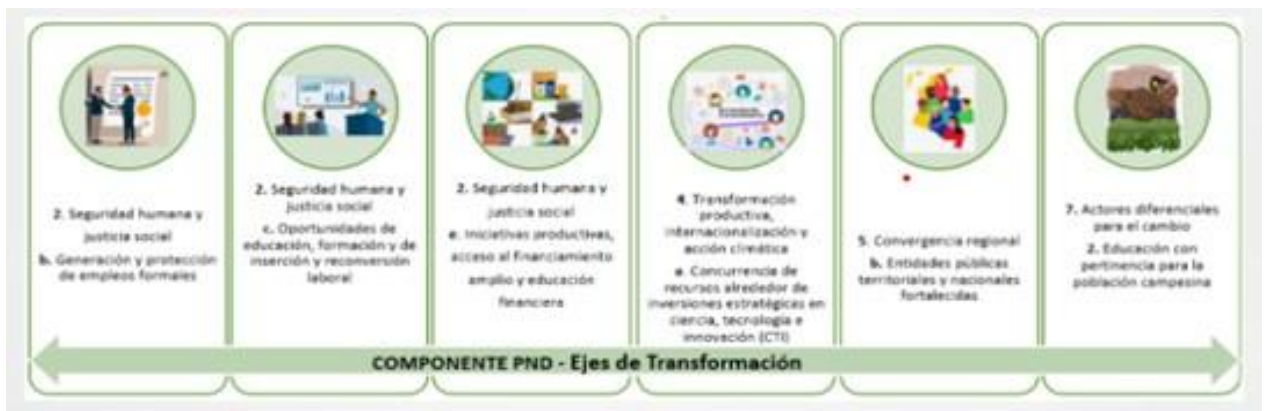 2. Seguridad humana y
justicia social
b. Generación y protección
de empleos formales
2. Seguridad humana y
justicia social
c. Oportunidades de
educación, formación y de
inserción y reconversión
laboral
2. Seguridad humana y
justicia social
e. Iniciativas productivas,
acceso al financiamiento
amplio y educación
financiera
4. Transformación
productiva,
internacionalización y
acción climática
a. Concurrencia de
recursos alrededor de
inversiones estratégicas en
ciencia, tecnología e
innovación (CTI)
5. Convergencia regional
b. Entidades públicas
territoriales y nacionales
fortalecidas
7. Actores diferenciales
para el cambio
2. Educación con
pertinencia para la
población campesina
COMPONENTE PND - Ejes de Transformación